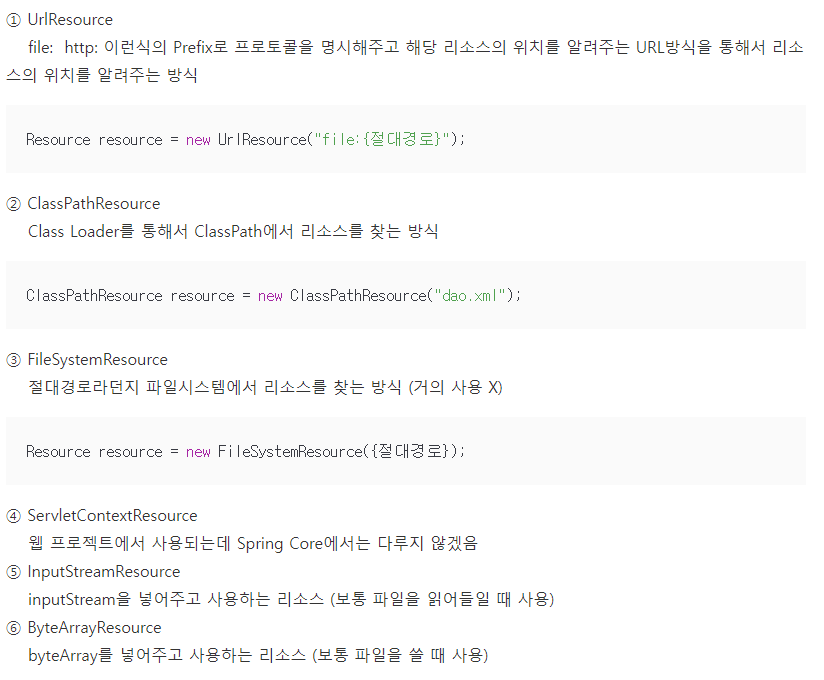 ① UrlResource
file:  http: 이런식의 Prefix로 프로토콜을 명시해주고 해당 리소스의 위치를 알려주는 URL방식을 통해서 리소
스의 위치를 알려주는 방식
Resource resource = new UrlResource("file:{절대경로}");
② ClassPathResource
Class Loader를 통해서 ClassPath에서 리소스를 찾는 방식
ClassPathResource resource = new ClassPathResource("dao.xml");
③ FileSystemResource
절대경로라던지 파일시스템에서 리소스를 찾는 방식 (거의 사용 X)
Resource resource = new FileSystemResource({절대경로});
④ ServletContextResource
웹 프로젝트에서 사용되는데 Spring Core에서는 다루지 않겠음
⑤ InputStreamResource
inputStream을 넣어주고 사용하는 리소스 (보통 파일을 읽어들일 때 사용)
⑥ ByteArrayResource
byteArray를 넣어주고 사용하는 리소스 (보통 파일을 쓸 때 사용)